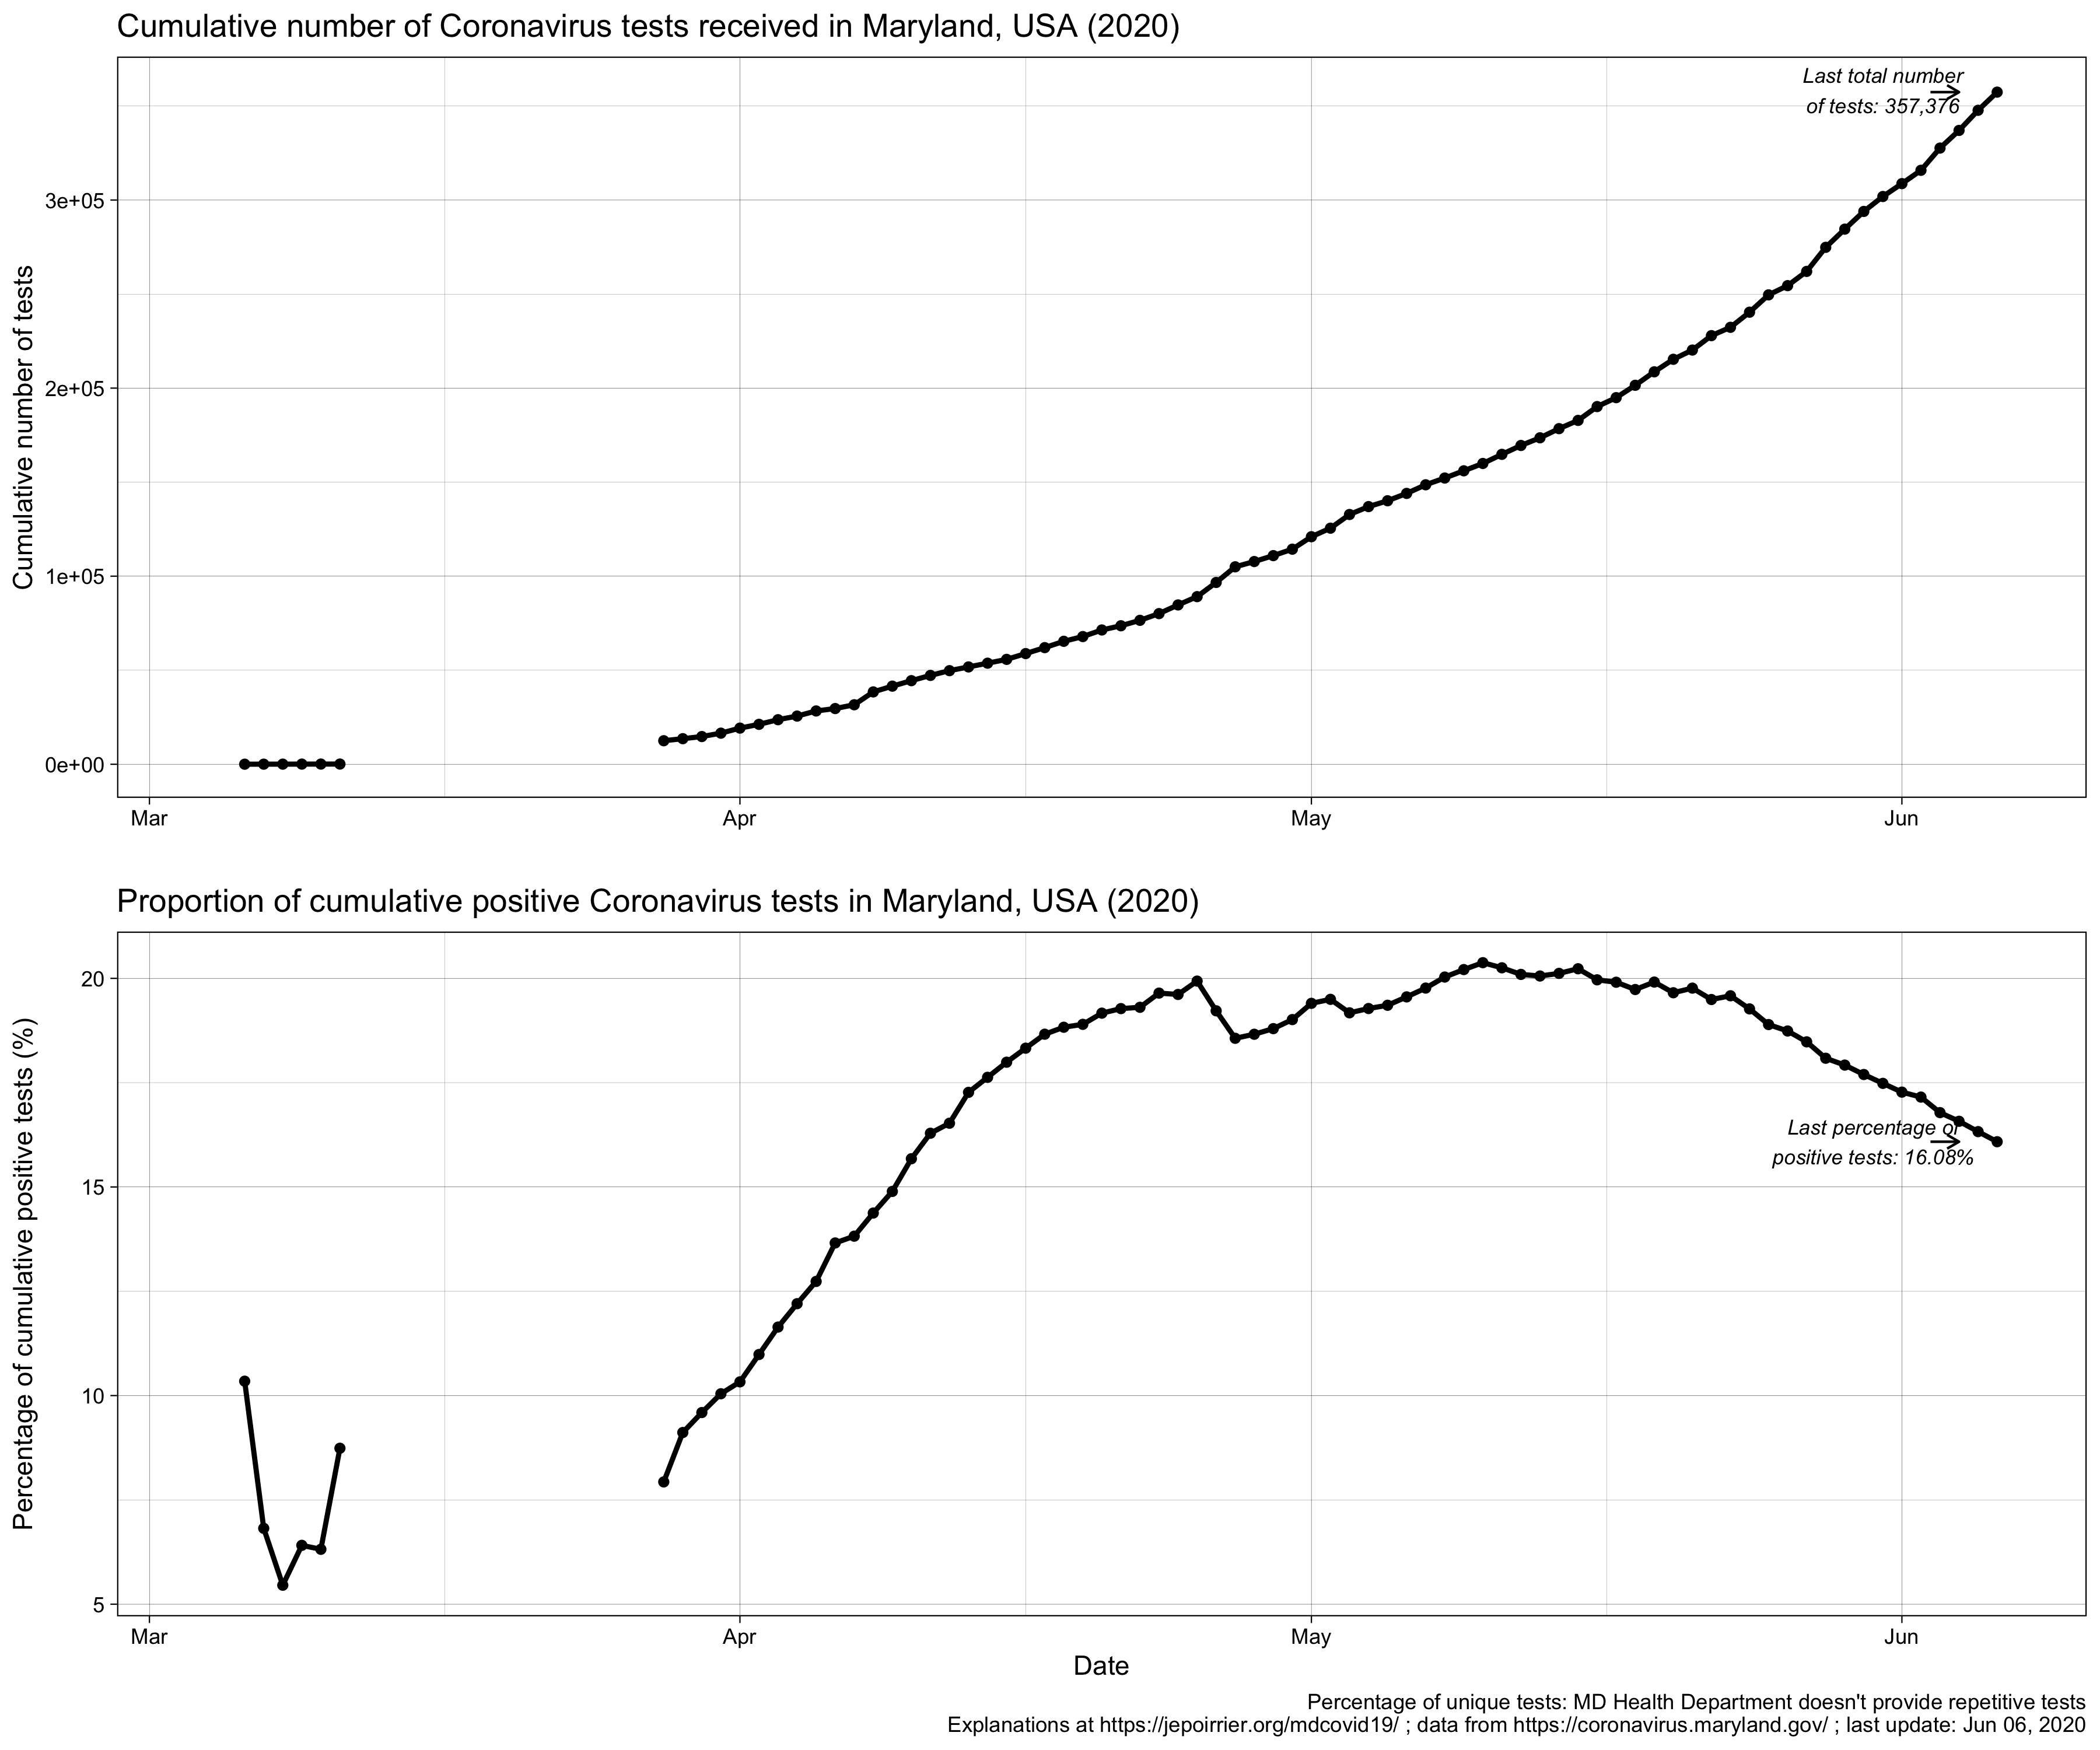 Cumulative number of Coronavirus tests received in Maryland, USA (2020)
Cumulative number of tests
3e+05
2e+05
1e+05
0e+00
Last total number
of tests: 357,376
Mar
Apr
May
Jun
Proportion of cumulative positive Coronavirus tests in Maryland, USA (2020)
Percentage of cumulative positive tests (%)
20
15
10
5
Last percentage of
positive tests: 16.08%
Mar
Apr
May
Jun
Date
Percentage of unique tests: MD Health Department doesn't provide repetitive tests
Explanations at https://jepoirrier.org/mdcovid19/ ; data from https://coronavirus.maryland.gov/ ; last update: Jun 06, 2020